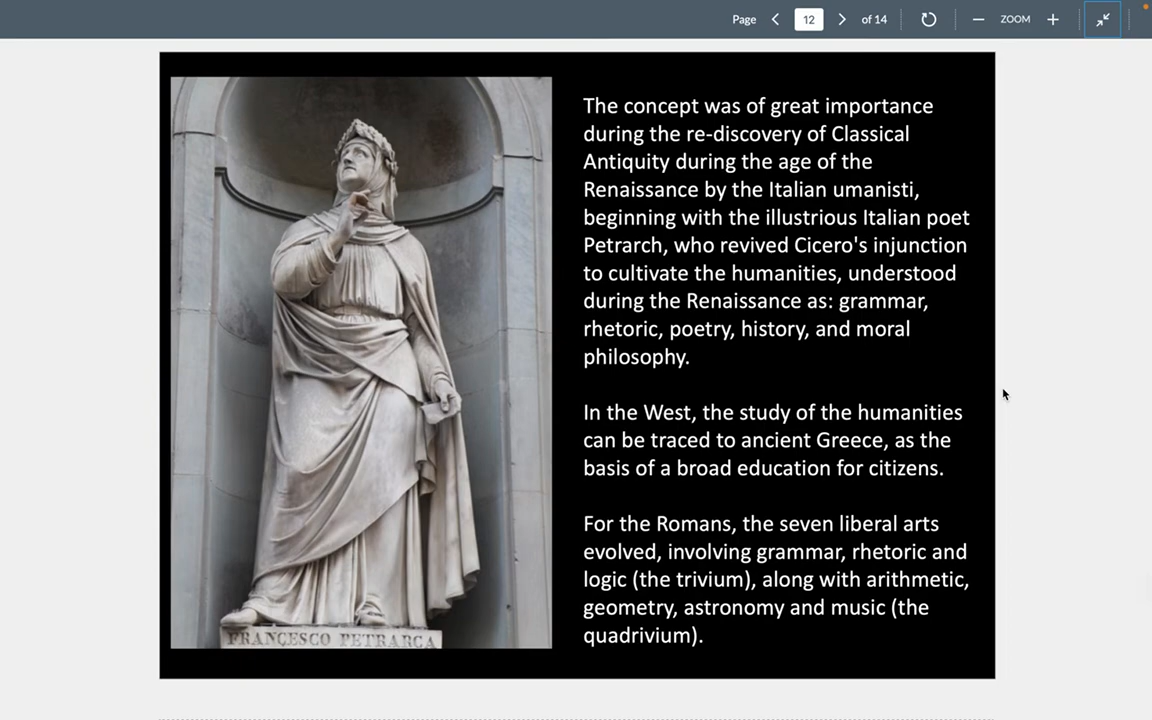 Page
12
of 14
ZOOM
The concept was of great importance
during the re-discovery of Classical
Antiquity during the age of the
Renaissance by the Italian umanisti,
beginning with the illustrious Italian poet
Petrarch, who revived Cicero's injunction
to cultivate the humanities, understood
during the Renaissance as: grammar,
rhetoric, poetry, history, and moral
philosophy.
In the West, the study of the humanities
can be traced to ancient Greece, as the
basis of a broad education for citizens.
For the Romans, the seven liberal arts
evolved, involving grammar, rhetoric and
logic (the trivium), along with arithmetic,
geometry, astronomy and music (the
quadrivium).
FRANCESCO PETRARCA